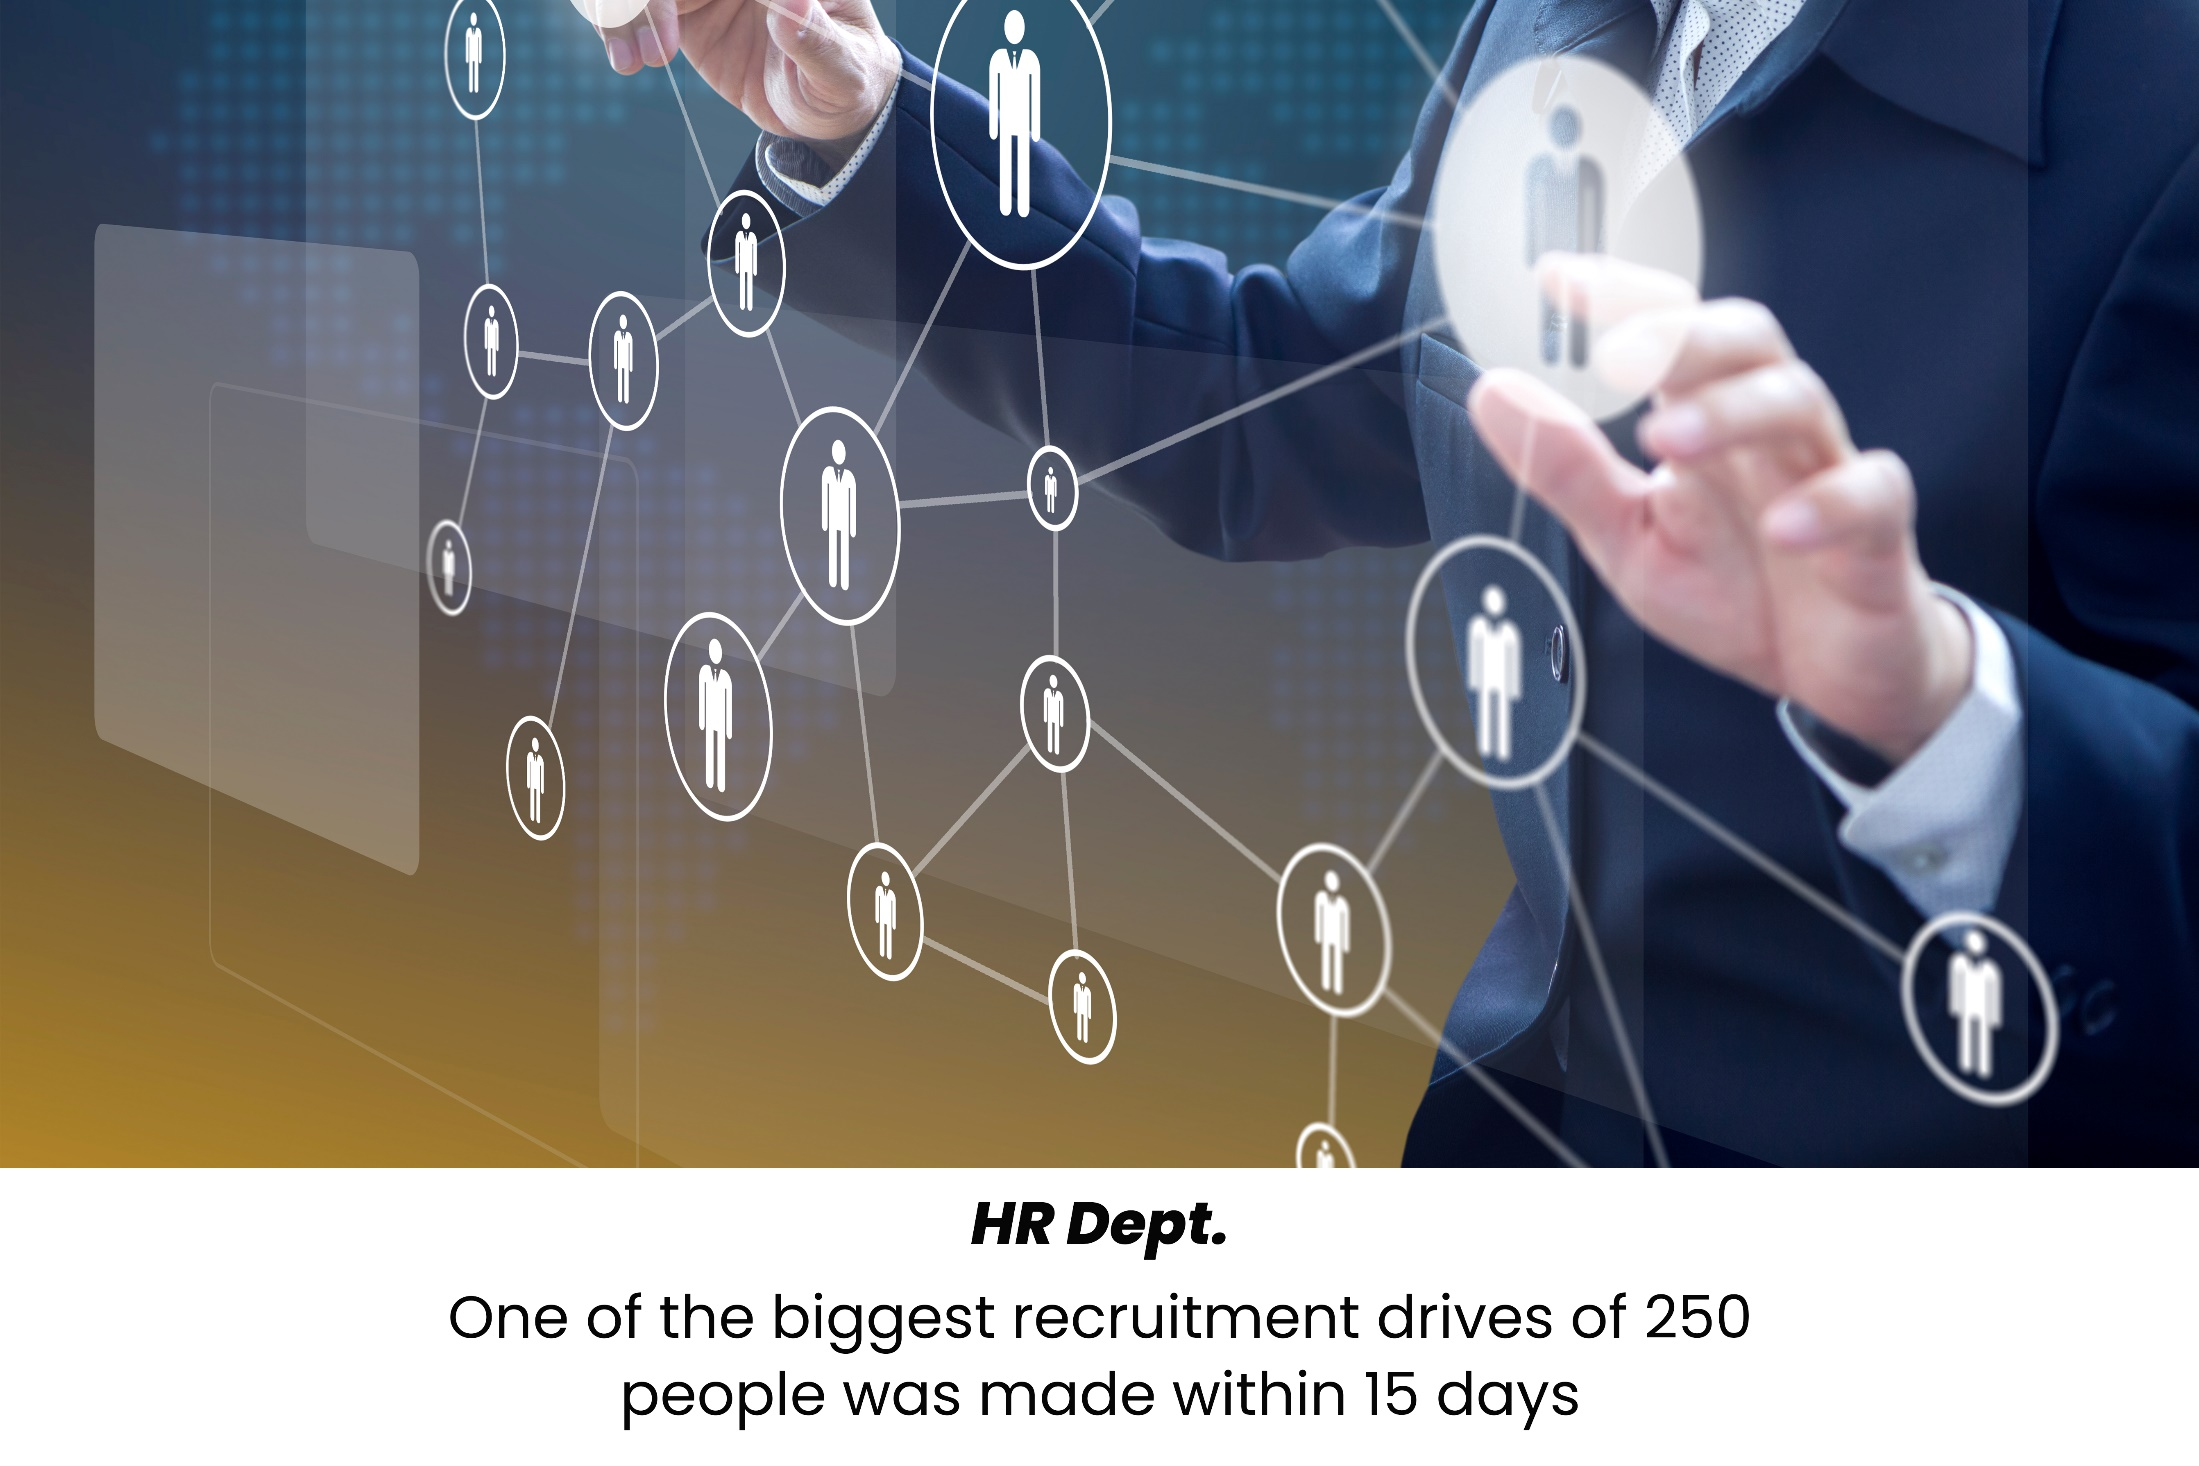 HR Dept.
One of the biggest recruitment drives of 250
people was made within 15 days